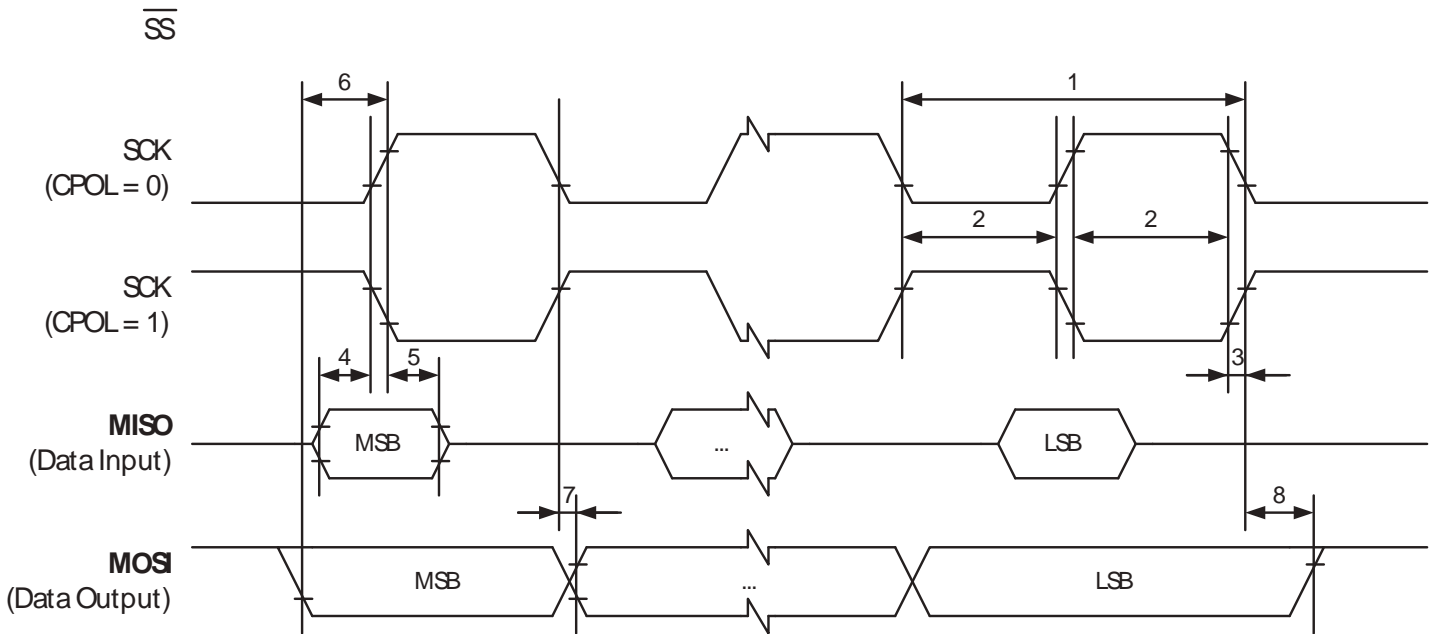 SS
6
1
SCK
(CPOL = 0)
2
2
SCK
(CPOL = 1)
4
5
3
MISO
(Data Input)
MSB
...
LSB
7
8
MOSI
(Data Output)
MSB
...
LSB